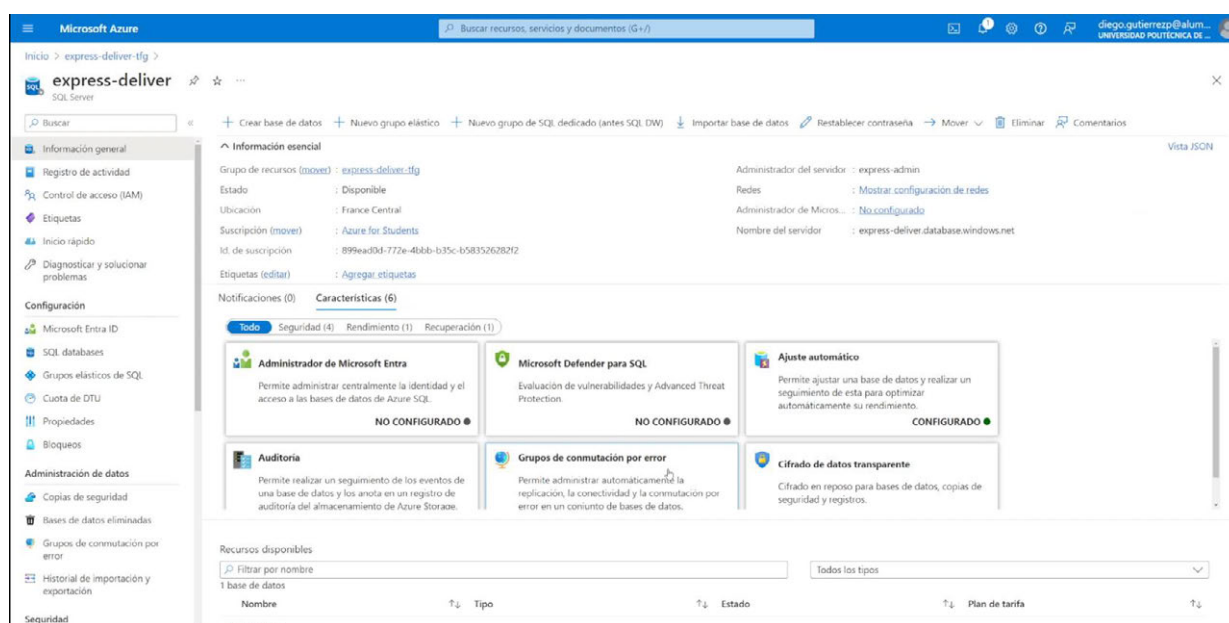 Microsoft Azure
Buscar recursos, servicios y documentos (G+/)
1
diego.gutierrezp@alum...
UNIVERSIDAD POLITÉCNICA DE ...
Inicio > express-deliver-tfg >
SQL
express-deliver
SQL Server
Buscar
Crear base de datos
Nuevo grupo elástico
Nuevo grupo de SQL dedicado (antes SQL DW)
Importar base de datos
Restablecer contraseña
Mover
Eliminar
Comentarios
Información general
Registro de actividad
Control de acceso (IAM)
Etiquetas
Inicio rápido
Diagnosticar y solucionar
problemas
Configuración
Microsoft Entra ID
SQL databases
Grupos elásticos de SQL
Cuota de DTU
Propiedades
Bloqueos
Administración de datos
Copias de seguridad
Bases de datos eliminadas
Grupos de conmutación por
error
Historial de importación y
exportación
Seguridad
Información esencial
Vista JSON
Grupo de recursos (mover) : express-deliver-tfg
Estado : Disponible
Ubicación : France Central
Suscripción (mover) : Azure for Students
Id. de suscripción : 899ead0d-772e-4bbb-b35c-b583526282f2
Etiquetas (editar) : Agregar etiquetas
Administrador del servidor : express-admin
Redes : Mostrar configuración de redes
Administrador de Micros... : No configurado
Nombre del servidor : express-deliver.database.windows.net
Notificaciones (0)
Características (6)
Todo
Seguridad (4)
Rendimiento (1)
Recuperación (1)
Administrador de Microsoft Entra
Permite administrar centralmente la identidad y el
acceso a las bases de datos de Azure SQL.
NO CONFIGURADO
Microsoft Defender para SQL
Evaluación de vulnerabilidades y Advanced Threat
Protection
NO CONFIGURADO
Ajuste automático
Permite ajustar una base de datos y realizar un
seguimiento de esta para optimizar
automáticamente su rendimiento.
CONFIGURADO
Auditoría
Permite realizar un seguimiento de los eventos de
una base de datos y los anota en un registro de
auditoría del almacenamiento de Azure Storage.
Grupos de conmutación por error
Permite administrar automáticamente la
replicación, la conectividad y la conmutación por
error en un conjunto de bases de datos.
Cifrado de datos transparente
Cifrado en reposo para bases de datos, copias de
seguridad y registros.
Recursos disponibles
Filtrar por nombre
Todos los tipos
1 base de datos
Nombre
Tipo
Estado
Plan de tarifa